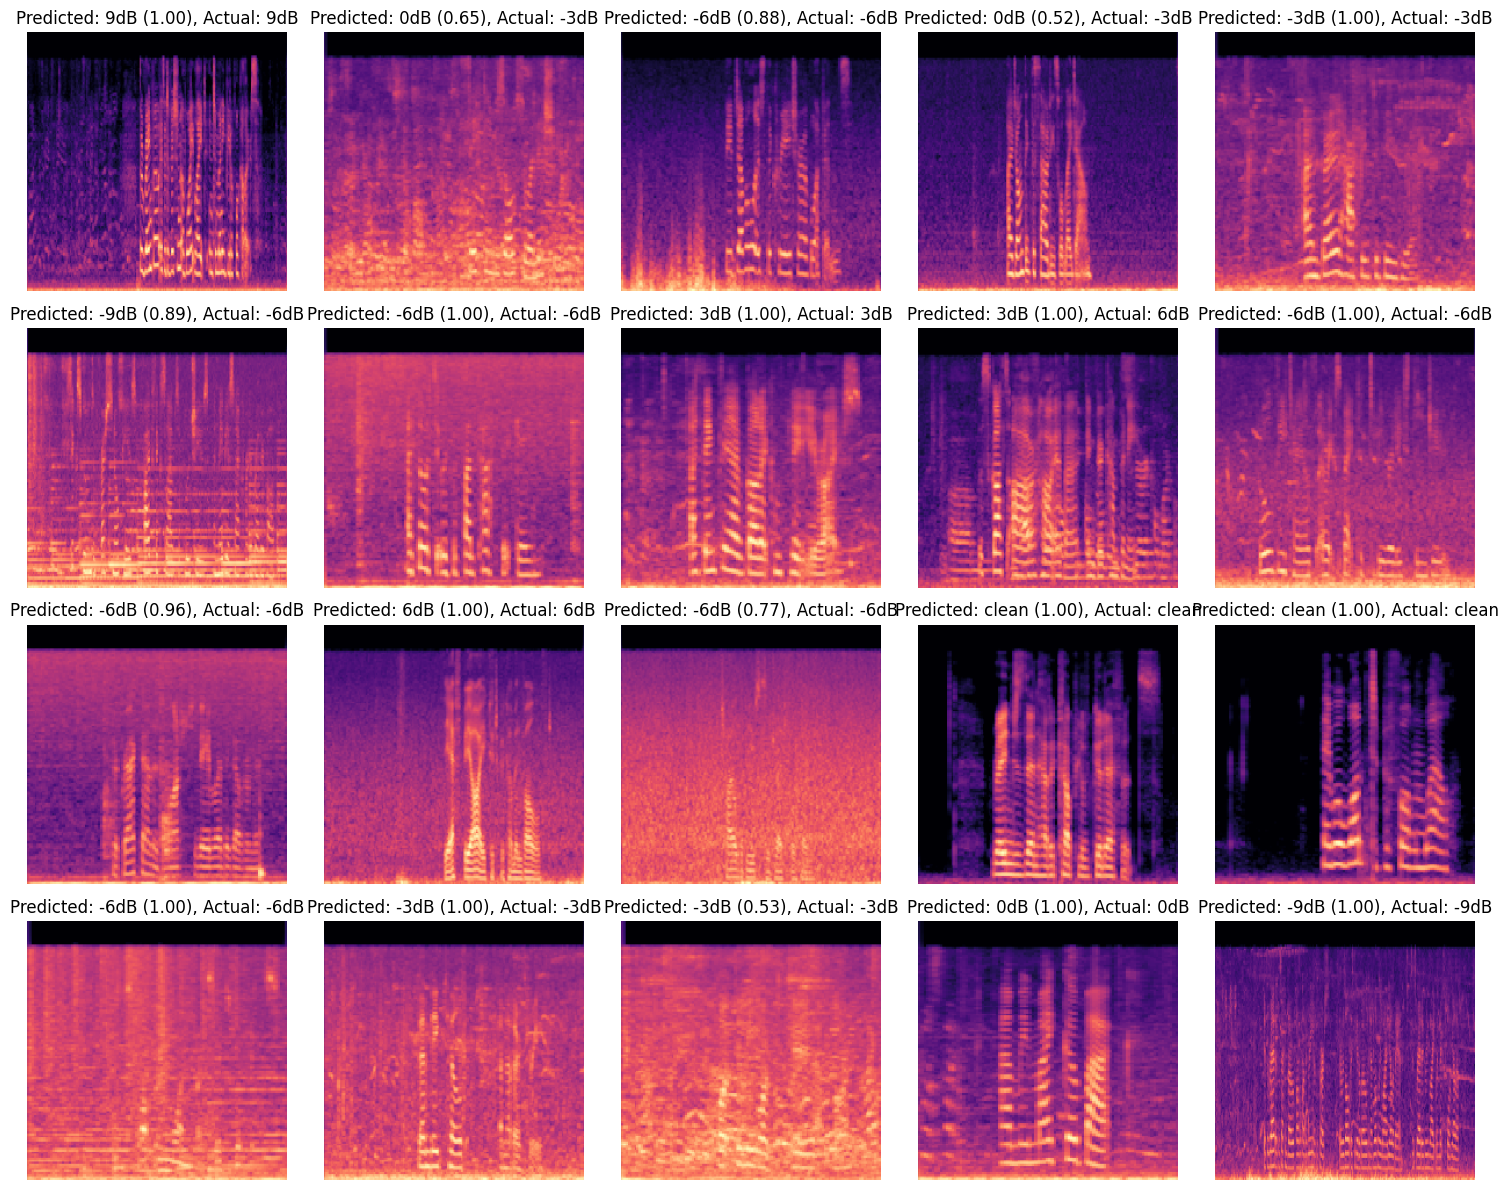 Predicted: 9dB (1.00), Actual: 9dB
Predicted: 0dB (0.65), Actual: -3dB
Predicted: -6dB (0.88), Actual: -6dB
Predicted: 0dB (0.52), Actual: -3dB
Predicted: -3dB (1.00), Actual: -3dB
Predicted: -9dB (0.89), Actual: -6dB
Predicted: -6dB (1.00), Actual: -6dB
Predicted: 3dB (1.00), Actual: 3dB
Predicted: 3dB (1.00), Actual: 6dB
Predicted: -6dB (1.00), Actual: -6dB
Predicted: -6dB (0.96), Actual: -6dB
Predicted: 6dB (1.00), Actual: 6dB
Predicted: -6dB (0.77), Actual: -6dB
Predicted: clean (1.00), Actual: clean
Predicted: clean (1.00), Actual: clean
Predicted: -6dB (1.00), Actual: -6dB
Predicted: -3dB (1.00), Actual: -3dB
Predicted: -3dB (0.53), Actual: -3dB
Predicted: 0dB (1.00), Actual: 0dB
Predicted: -9dB (1.00), Actual: -9dB